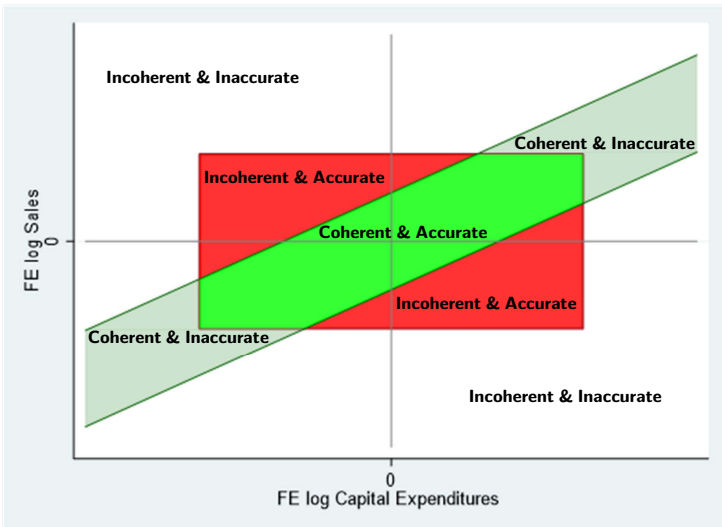 Incoherent & Inaccurate
Coherent & Inaccurate
Incoherent & Accurate
Coherent & Accurate
Incoherent & Accurate
Coherent & Inaccurate
Incoherent & Inaccurate
FE log Sales
0
0
FE log Capital Expenditures